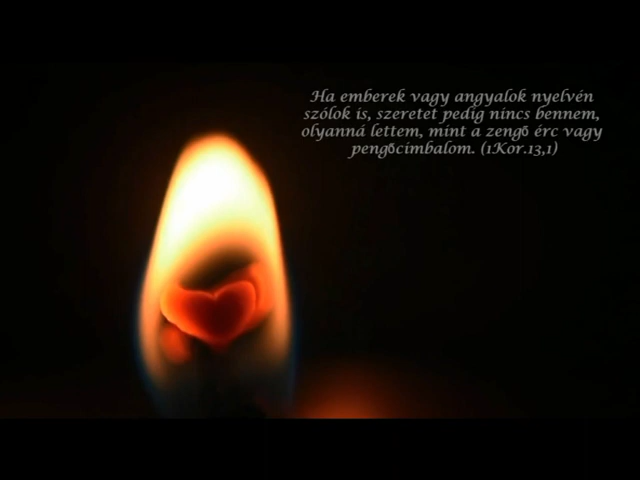 Ha emberek vagy angyalok nyelvén
szólok is, szeretet pedig nincs bennem,
olyanná lettem, mint a zengő érc vagy
pengőcimbalom. (1Kor.13,1)